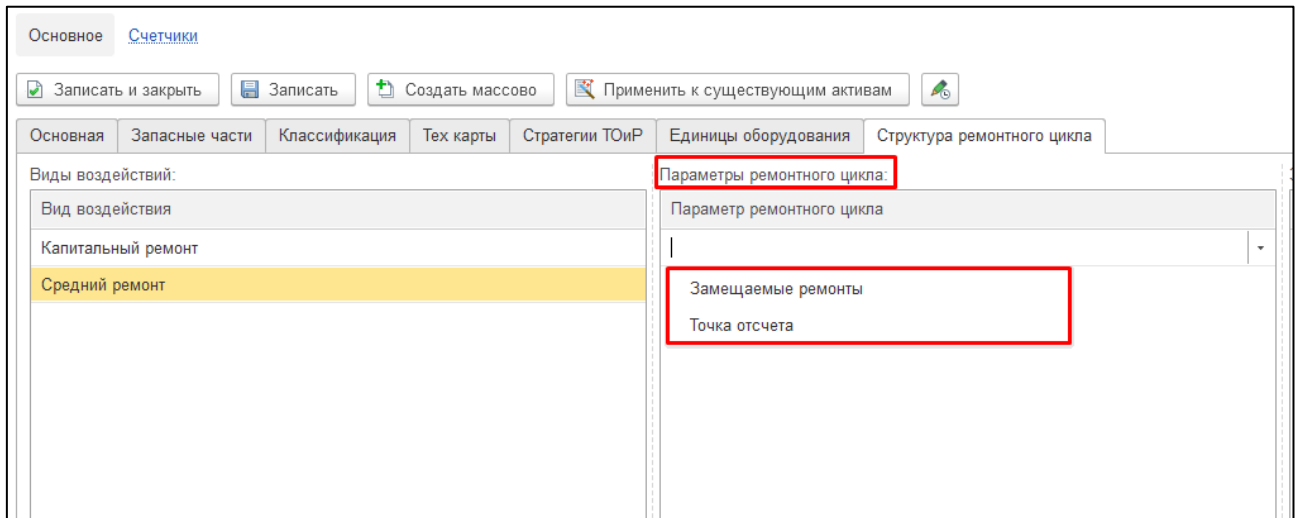 Основное Счетчики
Записать и закрыть Записать Создать массово Применить к существующим активам
Основная Запасные части Классификация Тех карты Стратегии ТОиР Единицы оборудования Структура ремонтного цикла
Виды воздействий: Параметры ремонтного цикла:
Вид воздействия Параметр ремонтного цикла
Капитальный ремонт
Средний ремонт Замещаемые ремонты
Точка отсчета